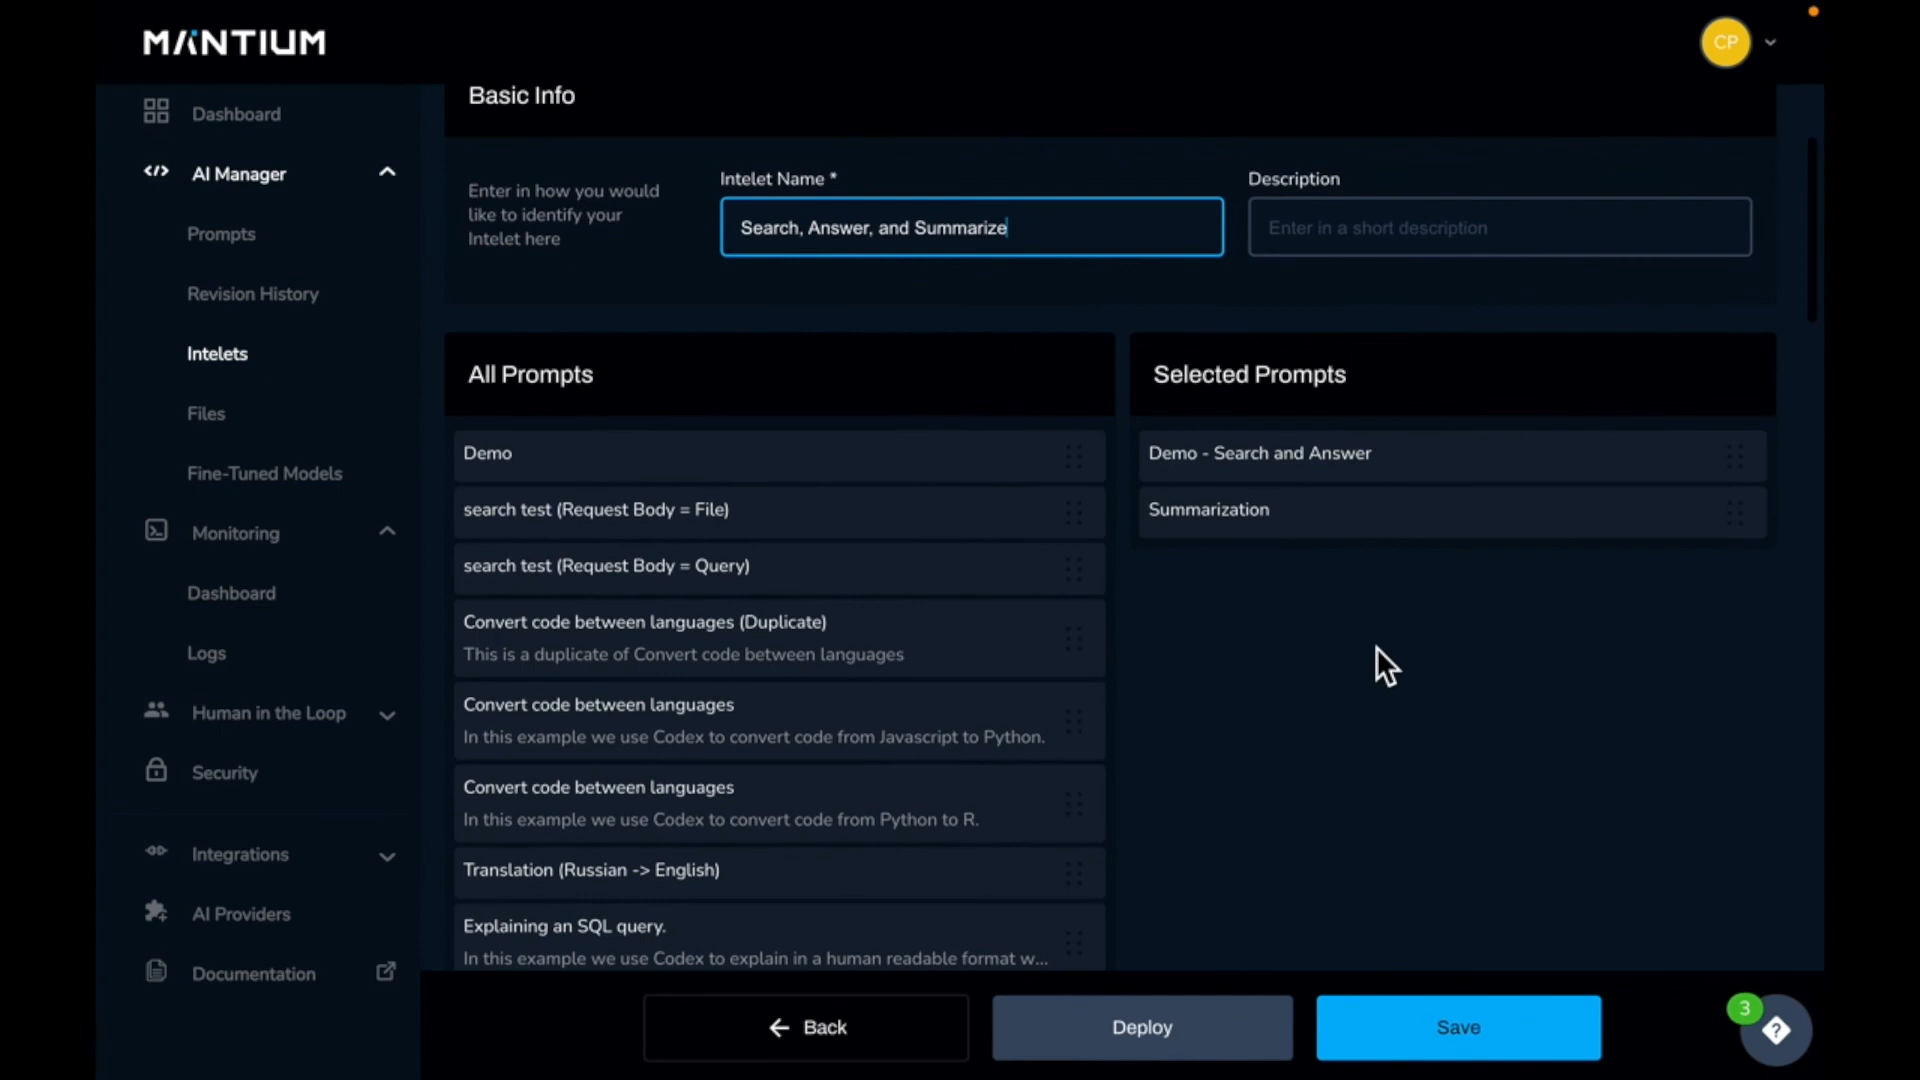 MANTIUM
CP
Dashboard
AI Manager
Prompts
Revision History
Intelets
Files
Fine-Tuned Models
Monitoring
Dashboard
Logs
Human in the Loop
Security
Integrations
AI Providers
Documentation
Basic Info
Enter in how you would
like to identify your
Intelet here
Intelet Name *
Search, Answer, and Summarize
Description
Enter in a short description
All Prompts
Demo
search test (Request Body = File)
search test (Request Body = Query)
Convert code between languages (Duplicate)
This is a duplicate of Convert code between languages
Convert code between languages
In this example we use Codex to convert code from Javascript to Python.
Convert code between languages
In this example we use Codex to convert code from Python to R.
Translation (Russian -> English)
Explaining an SQL query.
In this example we use Codex to explain in a human readable format w...
Selected Prompts
Demo - Search and Answer
Summarization
Back
Deploy
Save
3
?